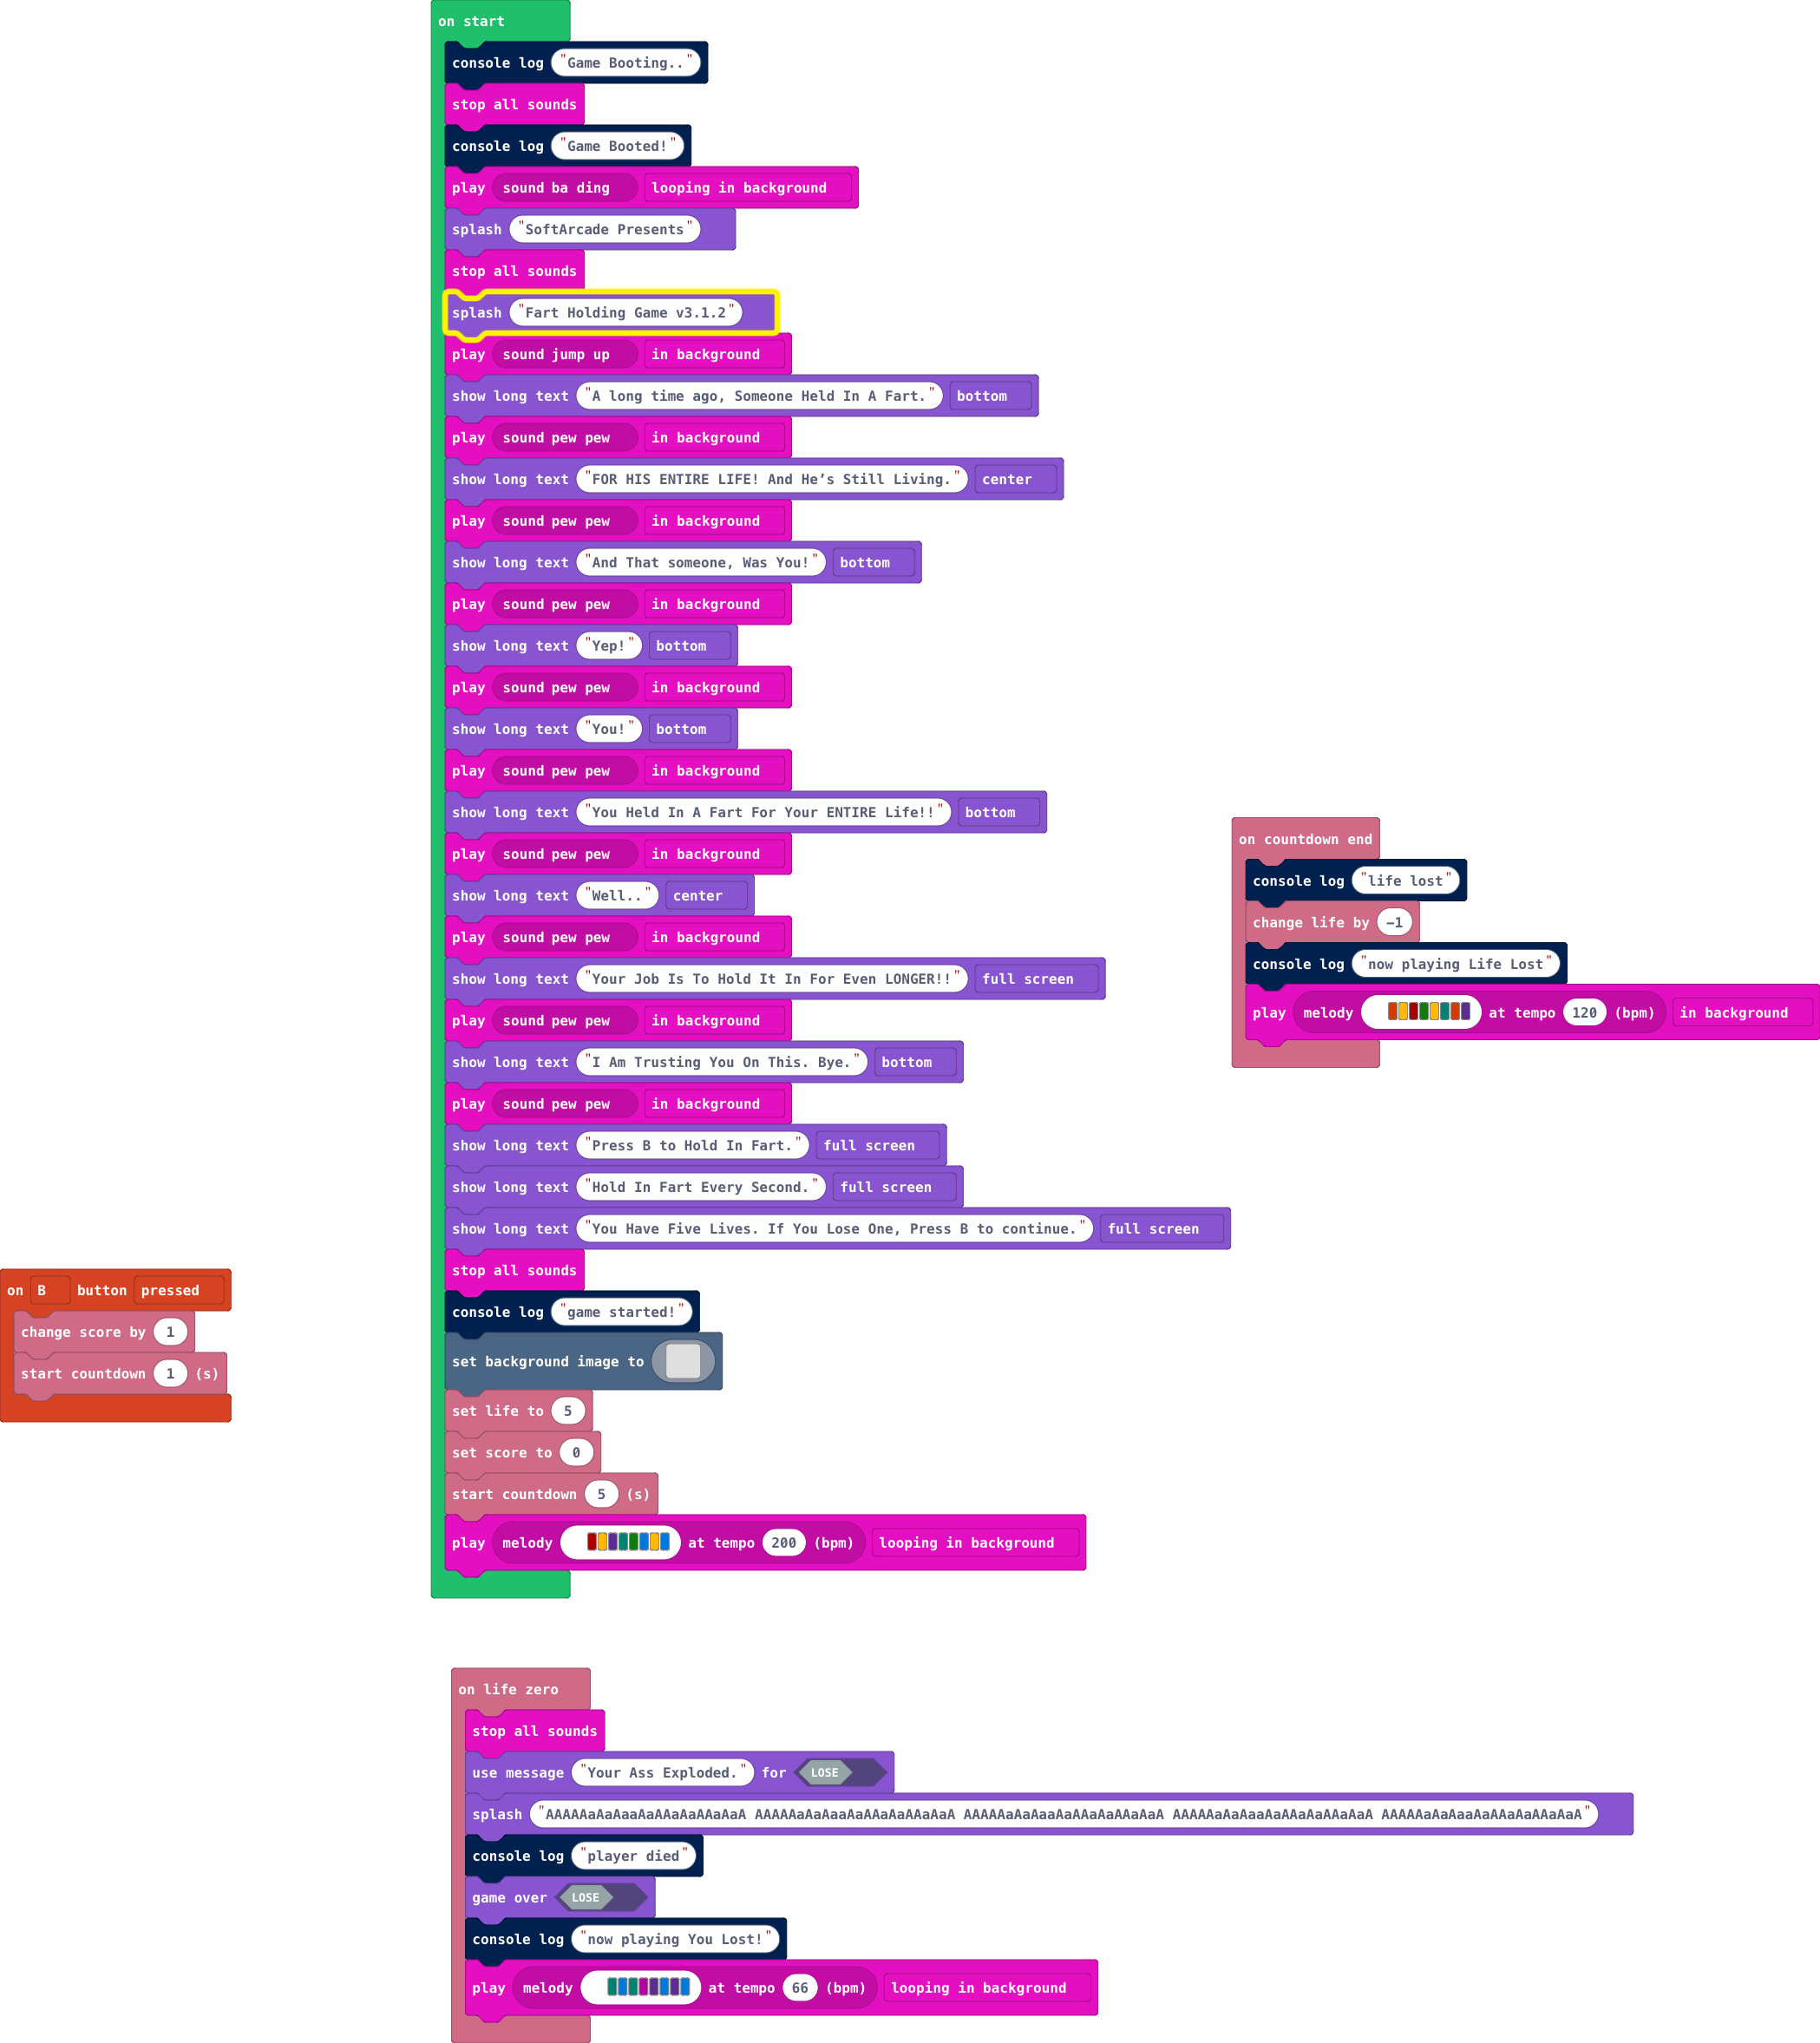 on start
console log "Game Booting.."
stop all sounds
console log "Game Booted!"
play sound ba ding looping in background
splash "SoftArcade Presents"
stop all sounds
splash "Fart Holding Game v3.1.2"
play sound jump up in background
show long text "A long time ago, Someone Held In A Fart." bottom
play sound pew pew in background
show long text "FOR HIS ENTIRE LIFE! And He’s Still Living." center
play sound pew pew in background
show long text "And That someone, Was You!" bottom
play sound pew pew in background
show long text "Yep!" bottom
play sound pew pew in background
show long text "You!" bottom
play sound pew pew in background
show long text "You Held In A Fart For Your ENTIRE Life!!" bottom
play sound pew pew in background
show long text "Well.." center
play sound pew pew in background
show long text "Your Job Is To Hold It In For Even LONGER!!" full screen
play sound pew pew in background
show long text "I Am Trusting You On This. Bye." bottom
play sound pew pew in background
show long text "Press B to Hold In Fart." full screen
show long text "Hold In Fart Every Second." full screen
show long text "You Have Five Lives. If You Lose One, Press B to continue." full screen
stop all sounds
console log "game started!"
set background image to
set life to 5
set score to 0
start countdown 5 (s)
play melody at tempo 200 (bpm) looping in background
on countdown end
console log "life lost"
change life by -1
console log "now playing Life Lost"
play melody at tempo 120 (bpm) in background
on B button pressed
change score by 1
start countdown 1 (s)
on life zero
stop all sounds
use message "Your Ass Exploded." for LOSE
splash "AAAAAaAaAaaAaAAaAaAAaAaA AAAAAaAaAaaAaAAaAaAAaAaA AAAAAaAaAaaAaAAaAaAAaAaA AAAAAaAaAaaAaAAaAaAAaAaA AAAAAaAaAaaAaAAaAaAAaAaA"
console log "player died"
game over LOSE
console log "now playing You Lost!"
play melody at tempo 66 (bpm) looping in background